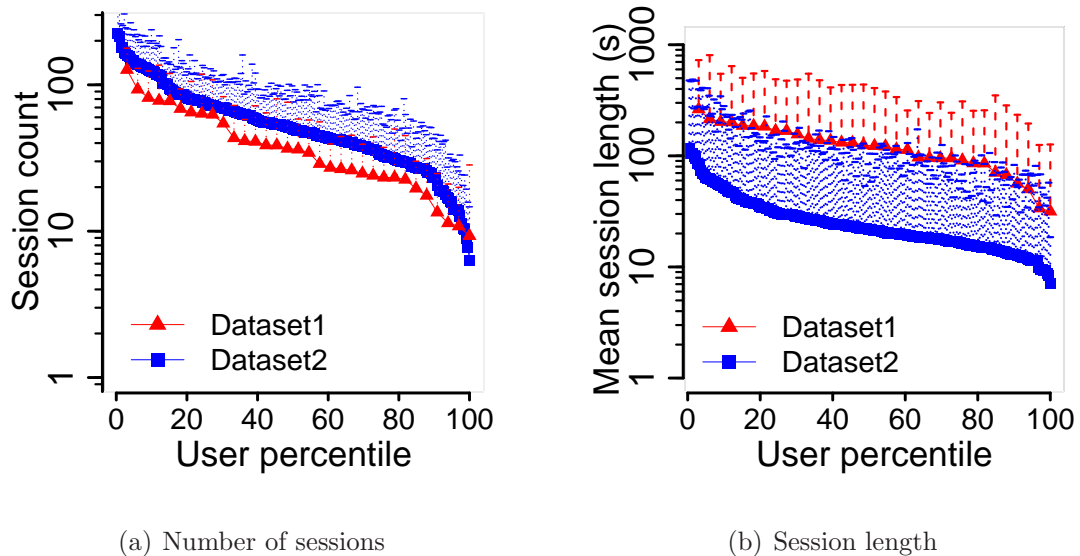 Session count
100
10
1
Dataset1
Dataset2
0 20 40 60 80 100
User percentile
(a) Number of sessions
Mean session length (s)
1000
100
10
1
Dataset1
Dataset2
0 20 40 60 80 100
User percentile
(b) Session length